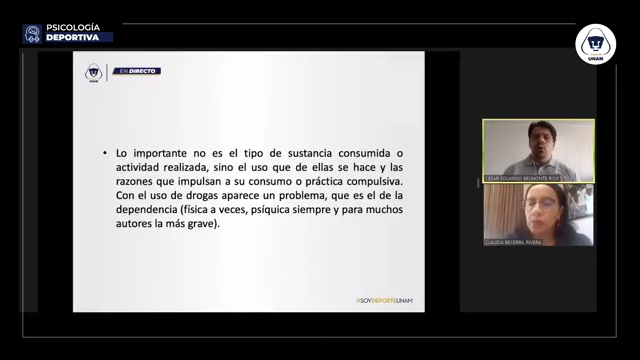 PSICOLOGÍA
DEPORTIVA
UNAM
UNAM
EN DIRECTO
• Lo importante no es el tipo de sustancia consumida o
actividad realizada, sino el uso que de ellas se hace y las
razones que impulsan a su consumo o práctica compulsiva.
Con el uso de drogas aparece un problema, que es el de la
dependencia (física a veces, psíquica siempre y para muchos
autores la más grave).
CESAR EDUARDO BELMONTE RIOS
CLAUDIA BECERRIL RIVERA
#SOYDEPORTEUNAM